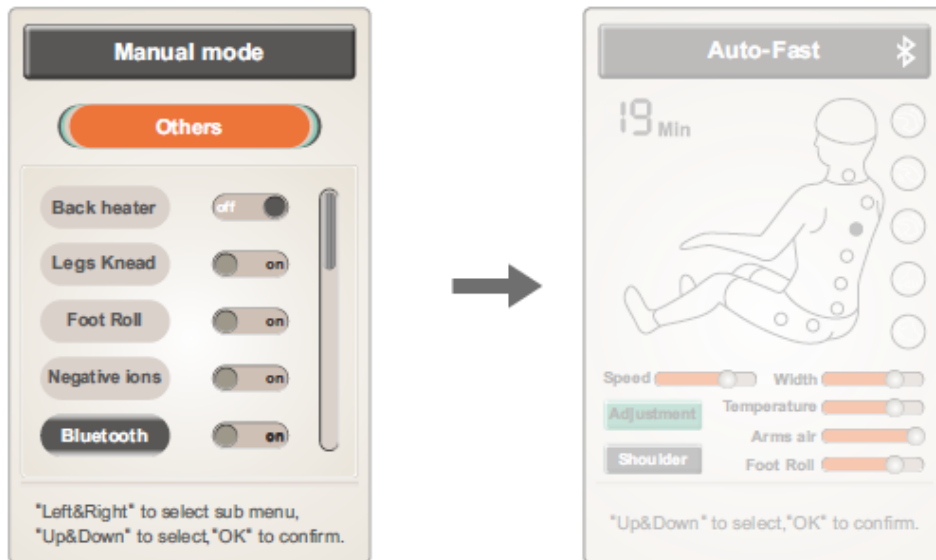 Manual mode
Others
Back heater off
Legs Knead on
Foot Roll on
Negative ions on
Bluetooth on
"Left&Right" to select sub menu,
"Up&Down" to select,"OK" to confirm.
Auto-Fast
19 Min
Speed Width
Adjustment Temperature
Arms air
Shoulder Foot Roll
"Up&Down" to select,"OK" to confirm.